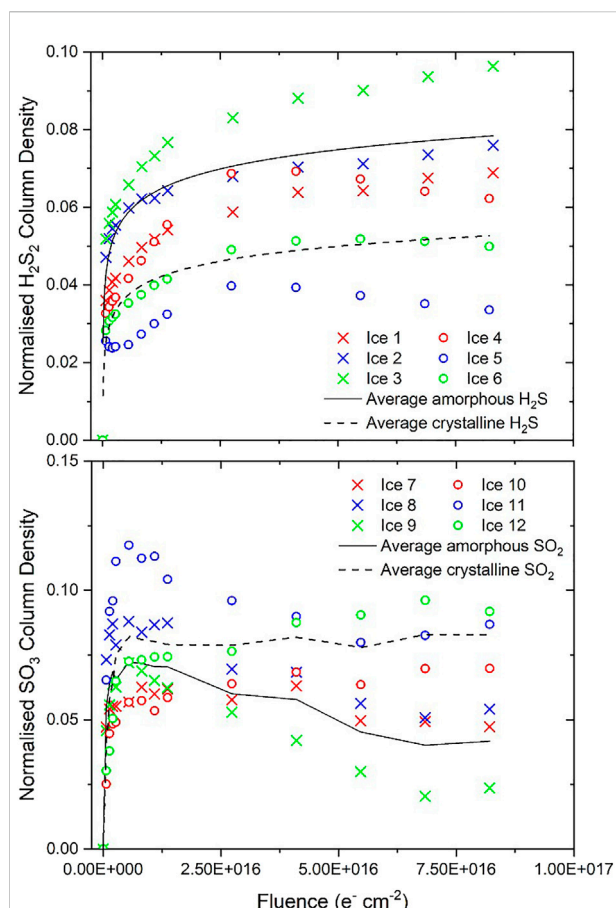 0.10
0.08
0.06
0.04
0.02
0.00
Normalised H₂S₂ Column Density
Ice 1 Ice 4
Ice 2 Ice 5
Ice 3 Ice 6
Average amorphous H₂S
Average crystalline H₂S
0.15
0.10
0.05
0.00
Normalised SO₃ Column Density
Ice 7 Ice 10
Ice 8 Ice 11
Ice 9 Ice 12
Average amorphous SO₂
Average crystalline SO₂
0.00E+000 2.50E+016 5.00E+016 7.50E+016 1.00E+017
Fluence (e⁻ cm⁻²)